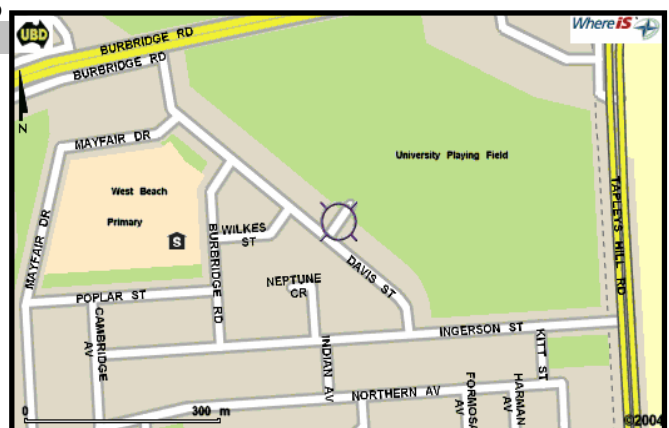 UBD
Where iS
BURBRIDGE RD
BURBRIDGE RD
N
MAYFAIR DR
University Playing Field
West Beach
Primary
S
MAYFAIR DR
BURBRIDGE RD
WILKES
ST
TAPLEYS HILL RD
DAVIS ST
NEPTUNE
CR
POPLAR ST
CAMBRIDGE
AV
INGERSON ST
KITT ST
INDIAN AV
NORTHERN AV
FORMOSA
AV
HARMAN
AV
0
300 m
©2004